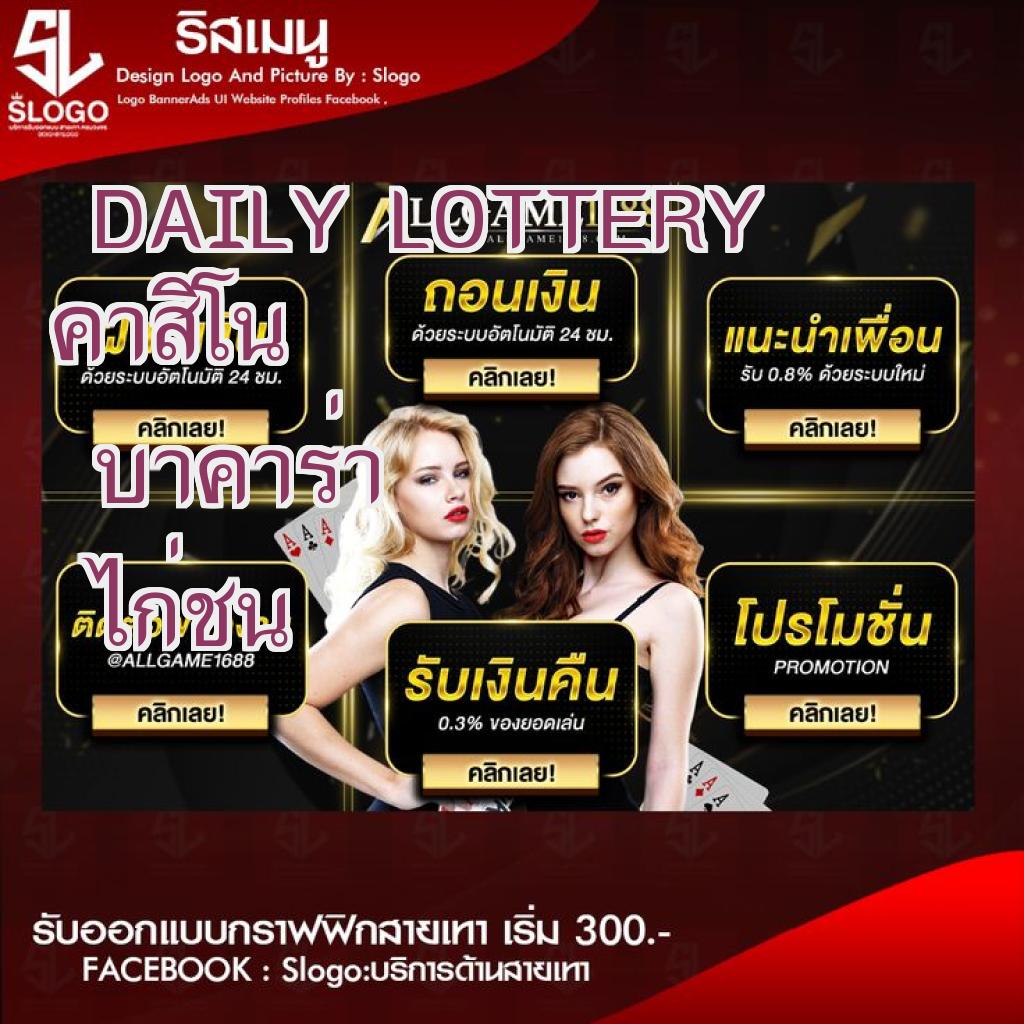 SL
SLOGO
ริสเมนู
Design Logo And Picture By : Slogo
Logo BannerAds UI Website Profiles Facebook .
DAILY LOTTERY
คาสิโน
ด้วยระบบอัตโนมัติ 24 ชม.
คลิกเลย!
ถอนเงิน
ด้วยระบบอัตโนมัติ 24 ชม.
คลิกเลย!
แนะนำเพื่อน
รับ 0.8% ด้วยระบบใหม่
คลิกเลย!
บาคาร่า
A A A
ไก่ชน
@ALLGAME1688
คลิกเลย!
รับเงินคืน
0.3% ของยอดเล่น
คลิกเลย!
โปรโมชั่น
PROMOTION
คลิกเลย!
A A A
รับออกแบบกราฟฟิกสายเทา เริ่ม 300.-
FACEBOOK : Slogo:บริการด้านสายเทา